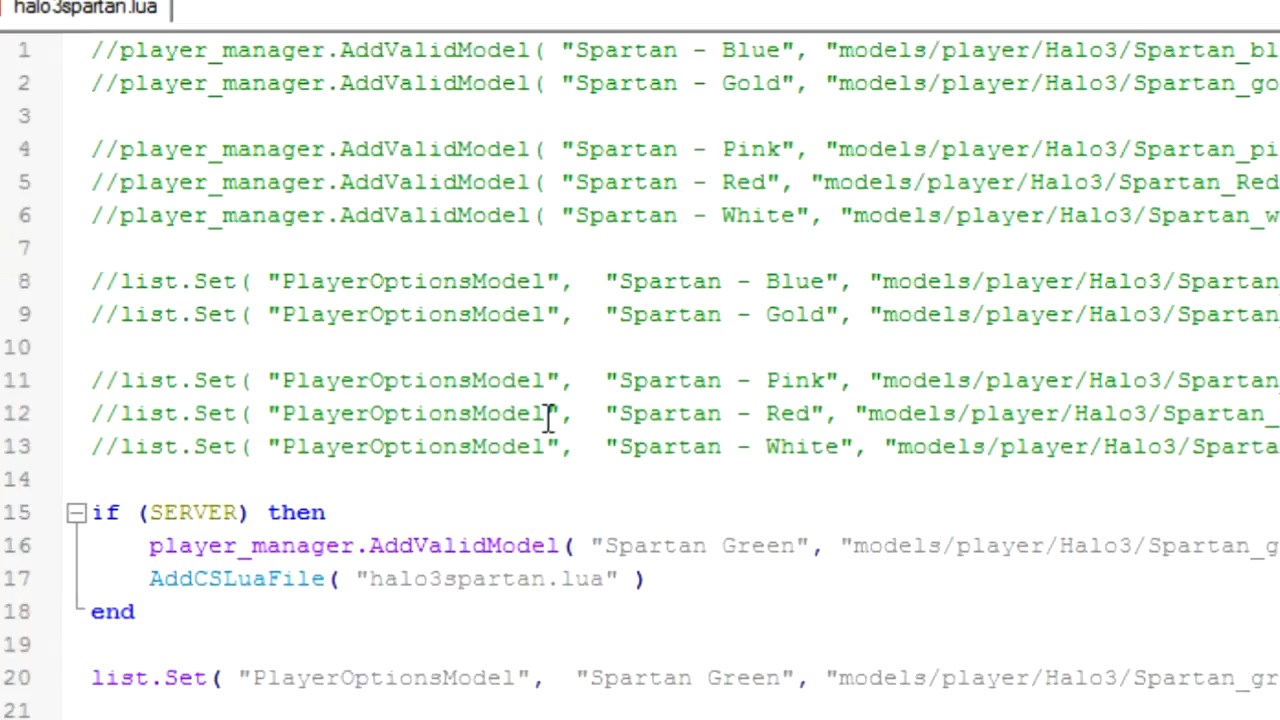 halo3spartan.lua
1 //player_manager.AddValidModel( "Spartan - Blue", "models/player/Halo3/Spartan_bl
2 //player_manager.AddValidModel( "Spartan - Gold", "models/player/Halo3/Spartan_go
3
4 //player_manager.AddValidModel( "Spartan - Pink", "models/player/Halo3/Spartan_pi
5 //player_manager.AddValidModel( "Spartan - Red", "models/player/Halo3/Spartan_Red
6 //player_manager.AddValidModel( "Spartan - White", "models/player/Halo3/Spartan_w
7
8 //list.Set( "PlayerOptionsModel",  "Spartan - Blue", "models/player/Halo3/Spartan
9 //list.Set( "PlayerOptionsModel",  "Spartan - Gold", "models/player/Halo3/Spartan_
10
11 //list.Set( "PlayerOptionsModel",  "Spartan - Pink", "models/player/Halo3/Spartan_
12 //list.Set( "PlayerOptionsModel",  "Spartan - Red", "models/player/Halo3/Spartan_
13 //list.Set( "PlayerOptionsModel",  "Spartan - White", "models/player/Halo3/Sparta
14
15 if (SERVER) then
16 player_manager.AddValidModel( "Spartan Green", "models/player/Halo3/Spartan_g
17 AddCSLuaFile( "halo3spartan.lua" )
18 end
19
20 list.Set( "PlayerOptionsModel",  "Spartan Green", "models/player/Halo3/Spartan_gr
21